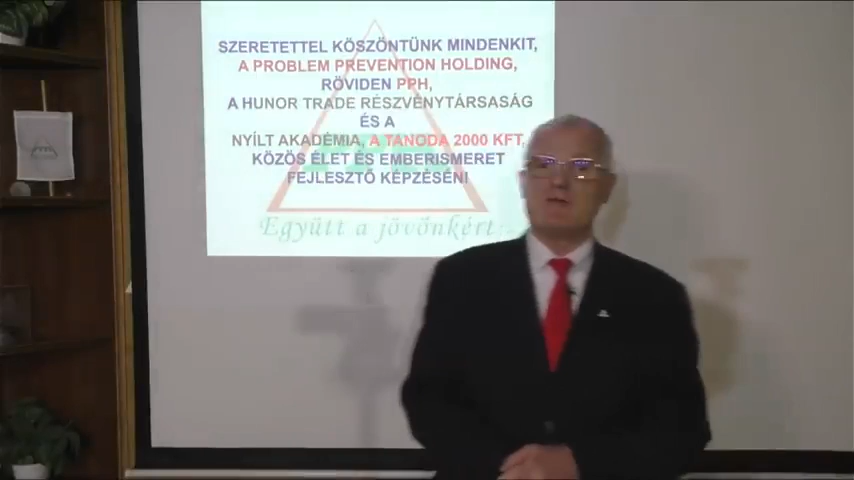 SZERETETTEL KÖSZÖNTÜNK MINDENKIT,
A PROBLEM PREVENTION HOLDING,
RÖVIDEN PPH,
A HUNOR TRADE RÉSZVÉNYTÁRSASÁG
ÉS A
NYÍLT AKADÉMIA, A TANODA 2000 KFT,
KÖZÖS ÉLET ÉS EMBERISMERET
FEJLESZTŐ KÉPZÉSÉN!
Együtt a jövőnkért